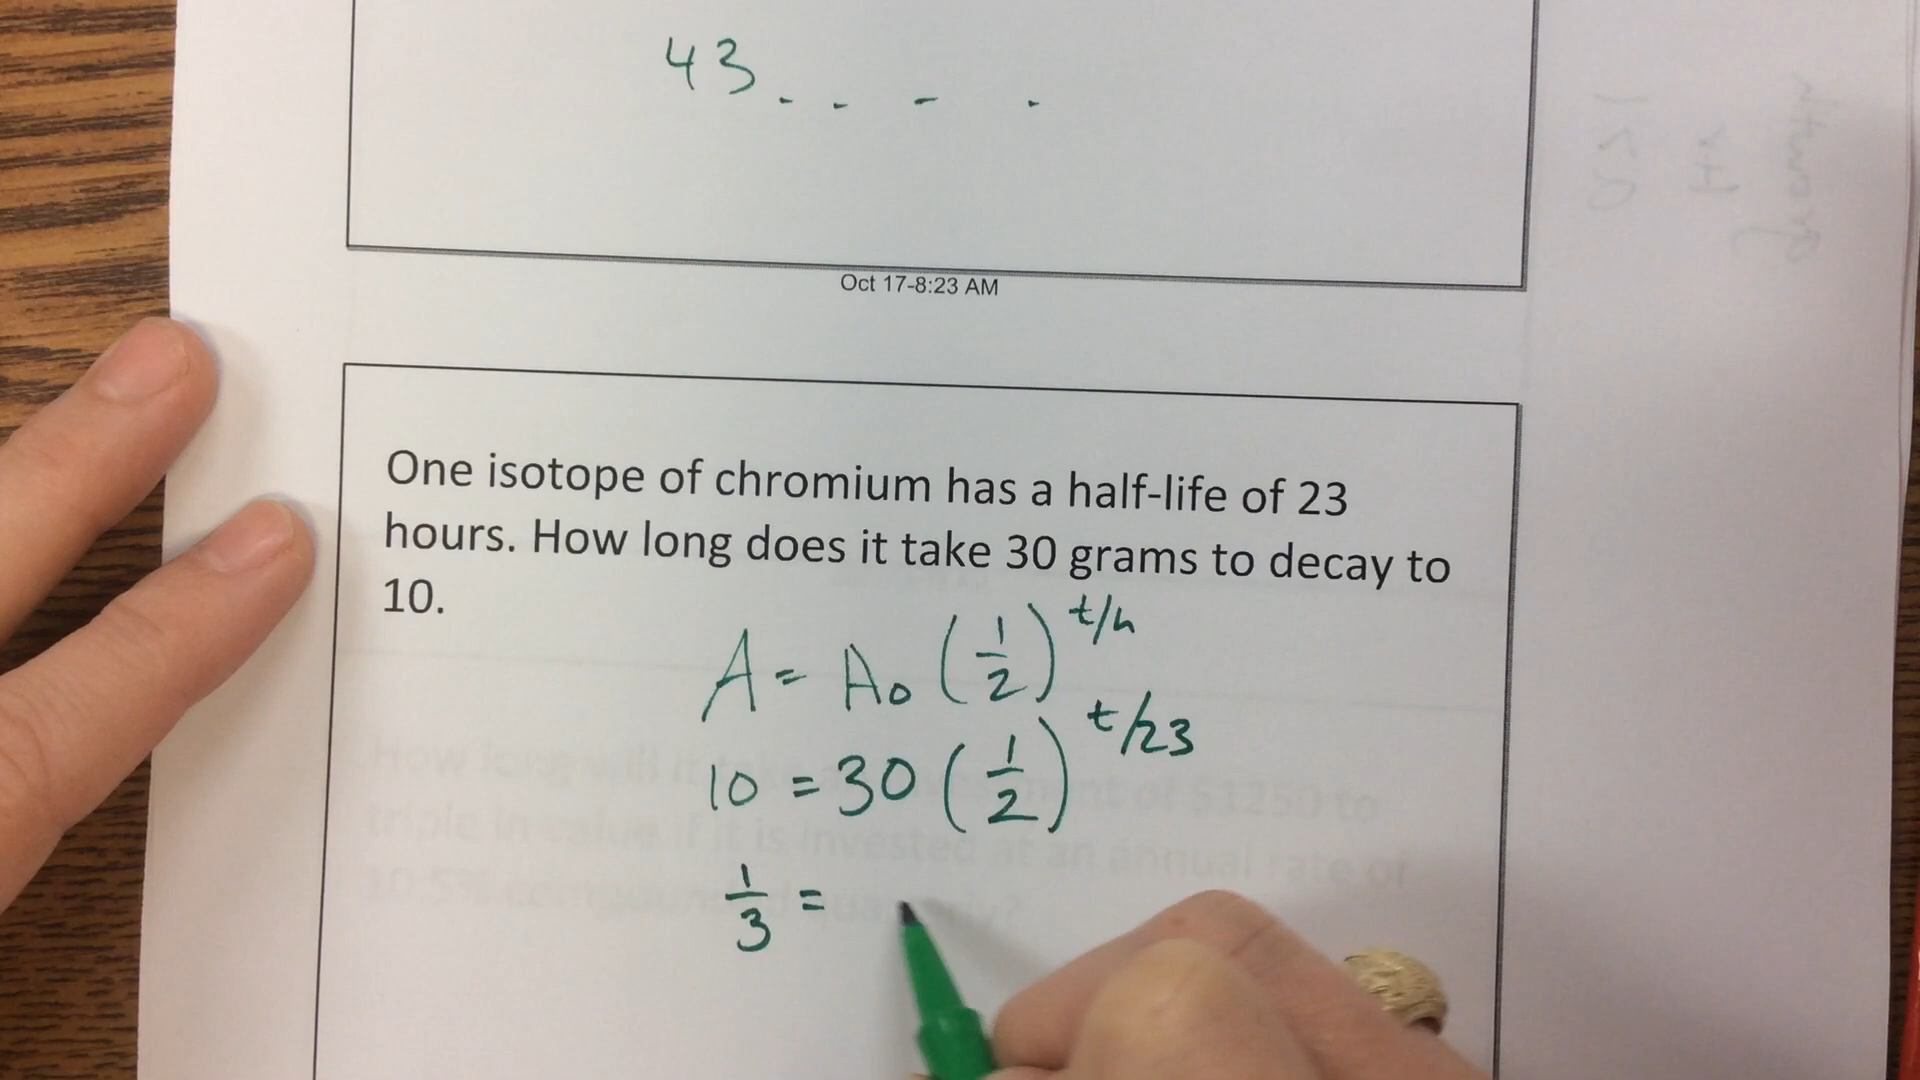 43. . - .
Oct 17-8:23 AM
One isotope of chromium has a half-life of 23
hours. How long does it take 30 grams to decay to
10.
A = A₀ (1/2)^t/h
10 = 30 (1/2)^t/23
1/3 =